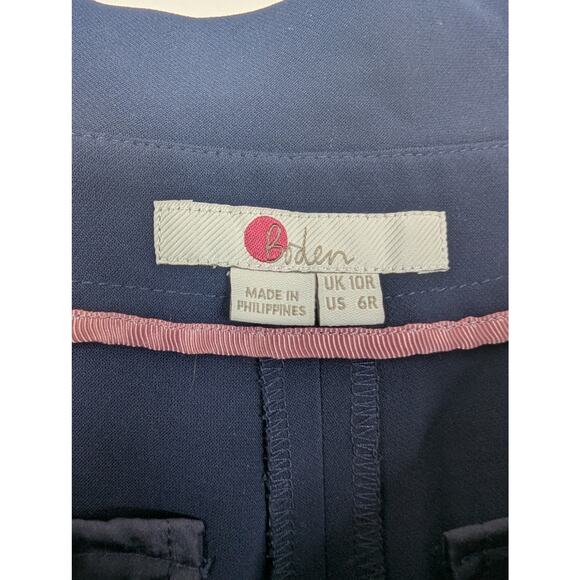 Boden
MADE IN
PHILIPPINES
UK 10R
US 6R